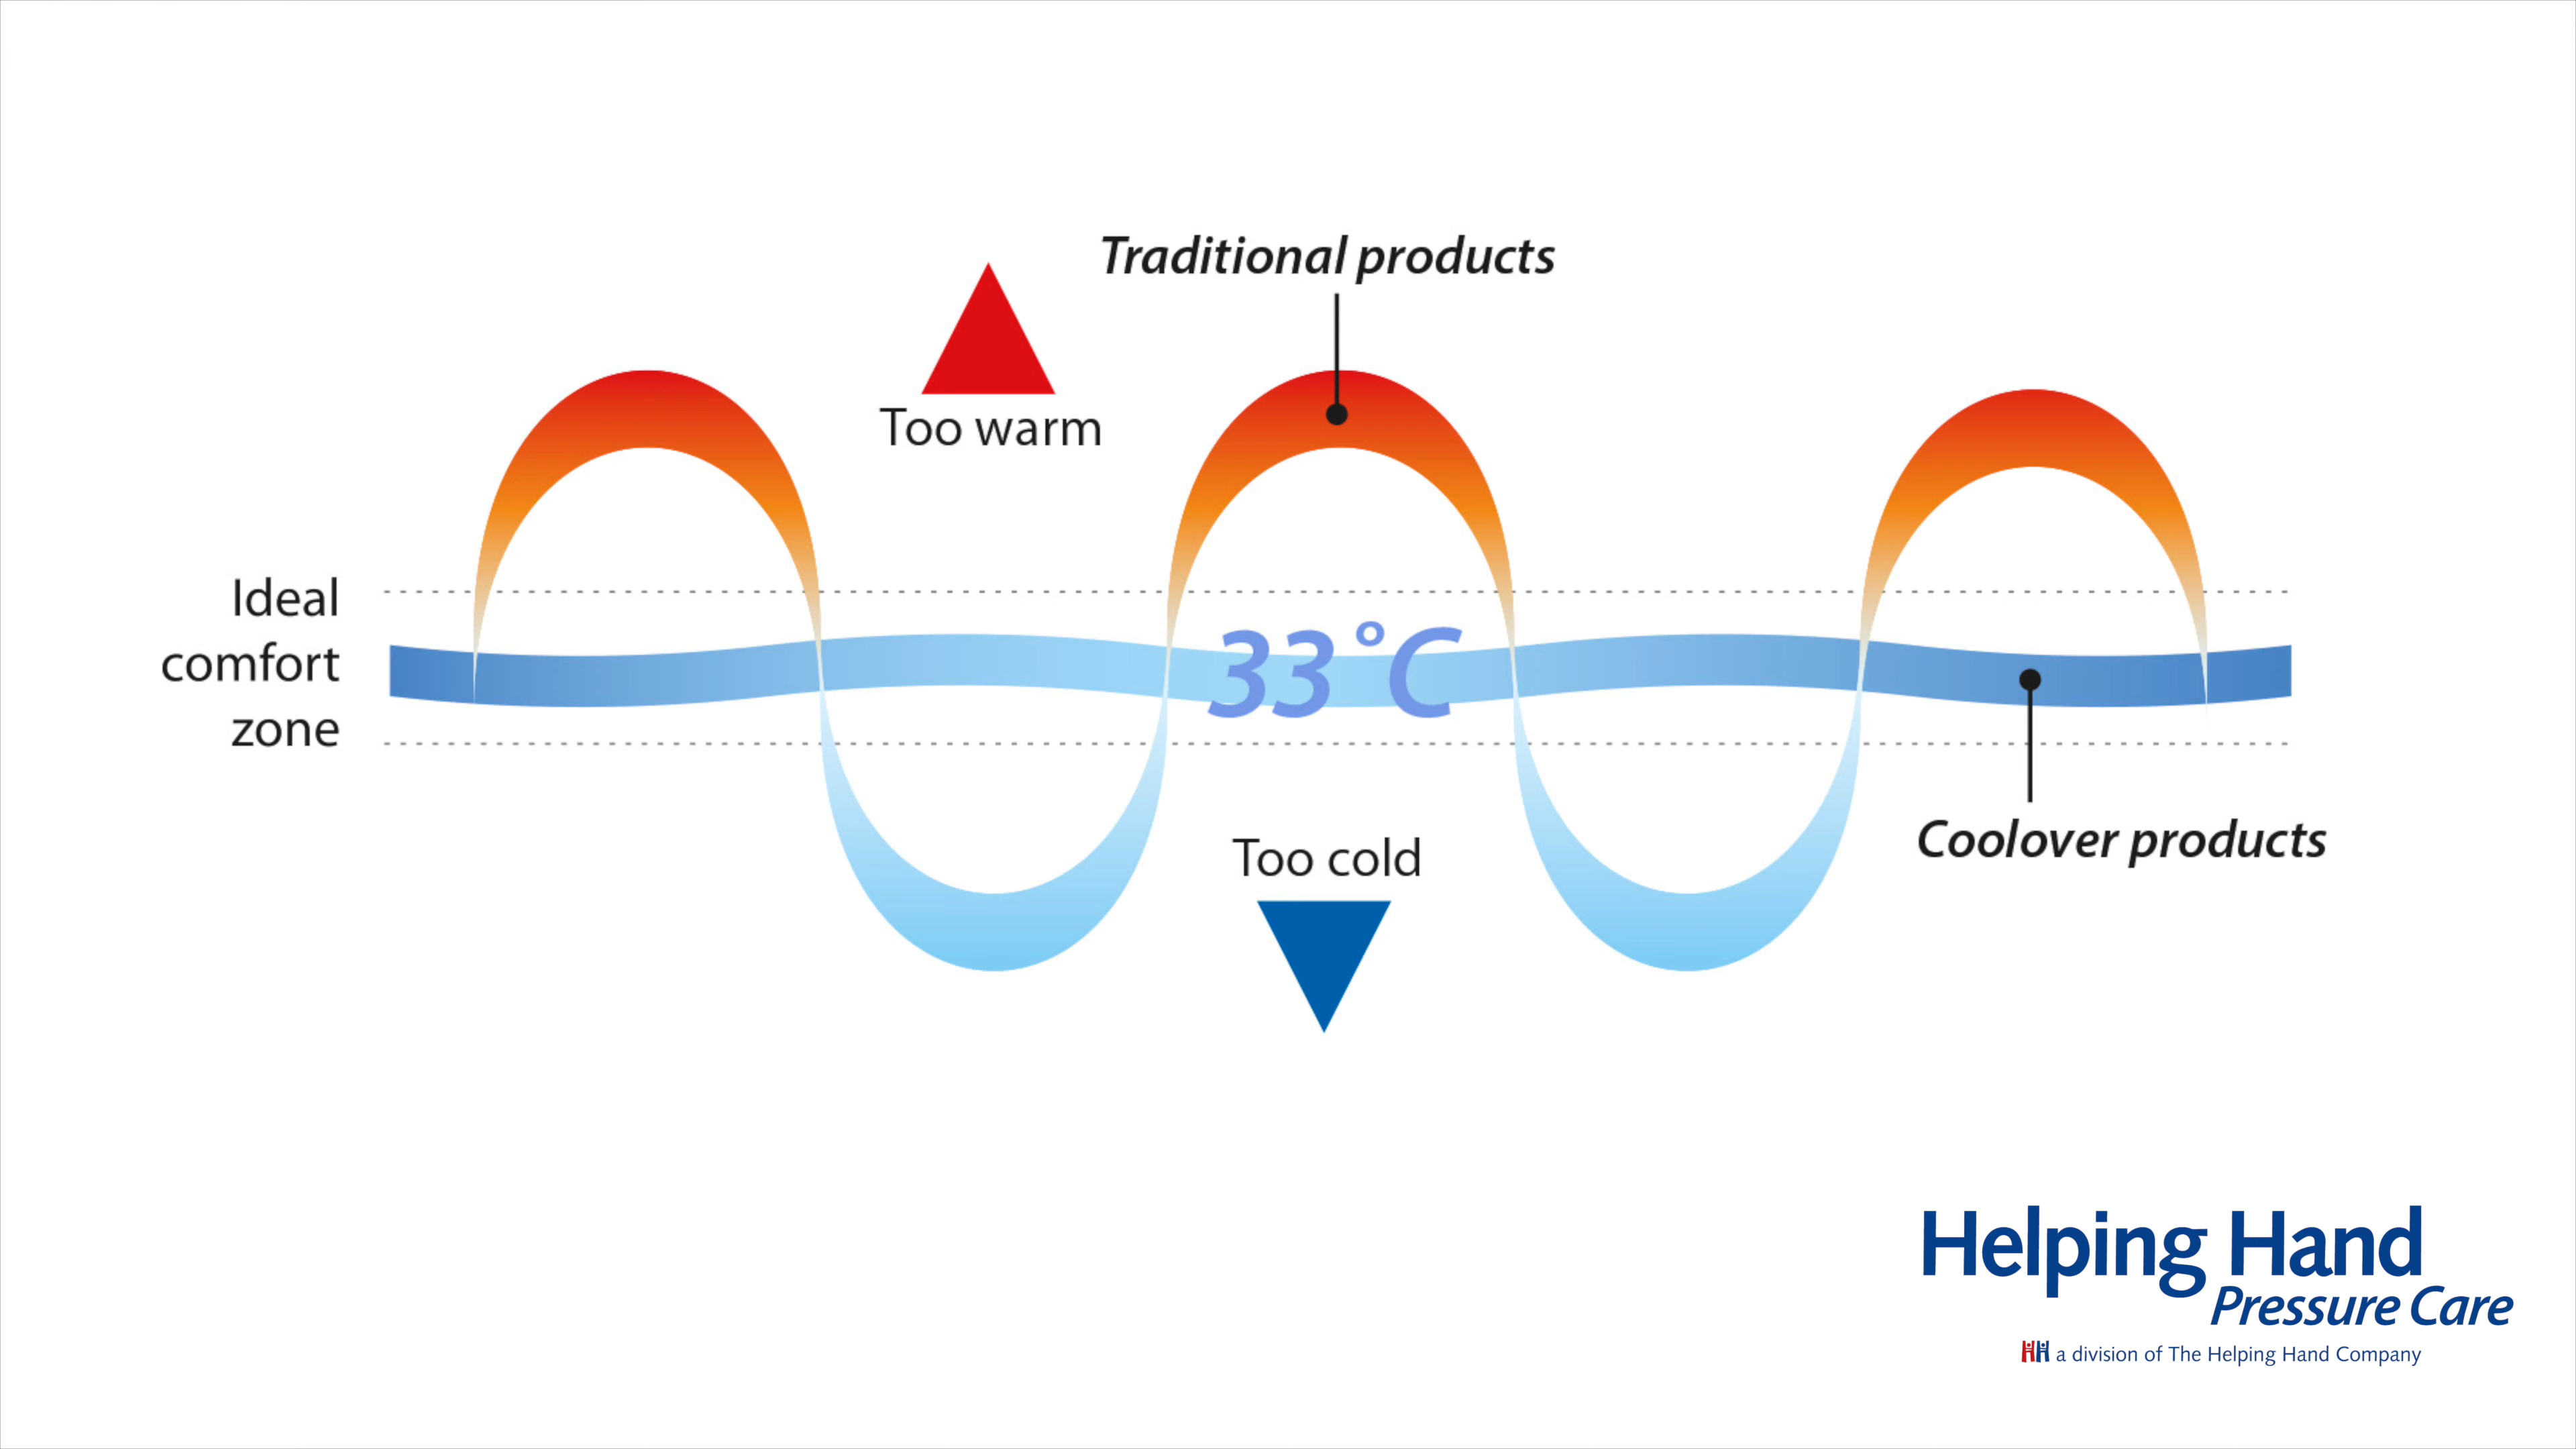 Traditional products
Too warm
Ideal
comfort
zone
33°C
Too cold
Coolover products
Helping Hand
Pressure Care
HH a division of The Helping Hand Company